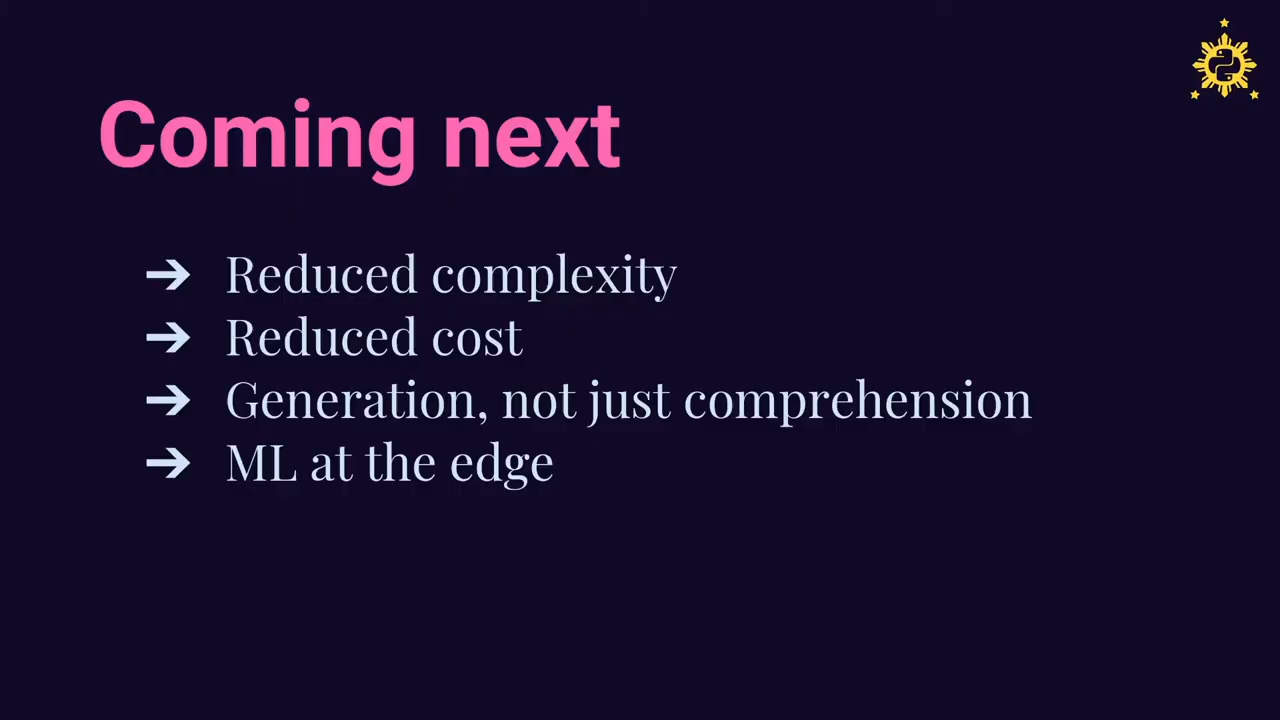 Coming next
➔ Reduced complexity
➔ Reduced cost
➔ Generation, not just comprehension
➔ ML at the edge